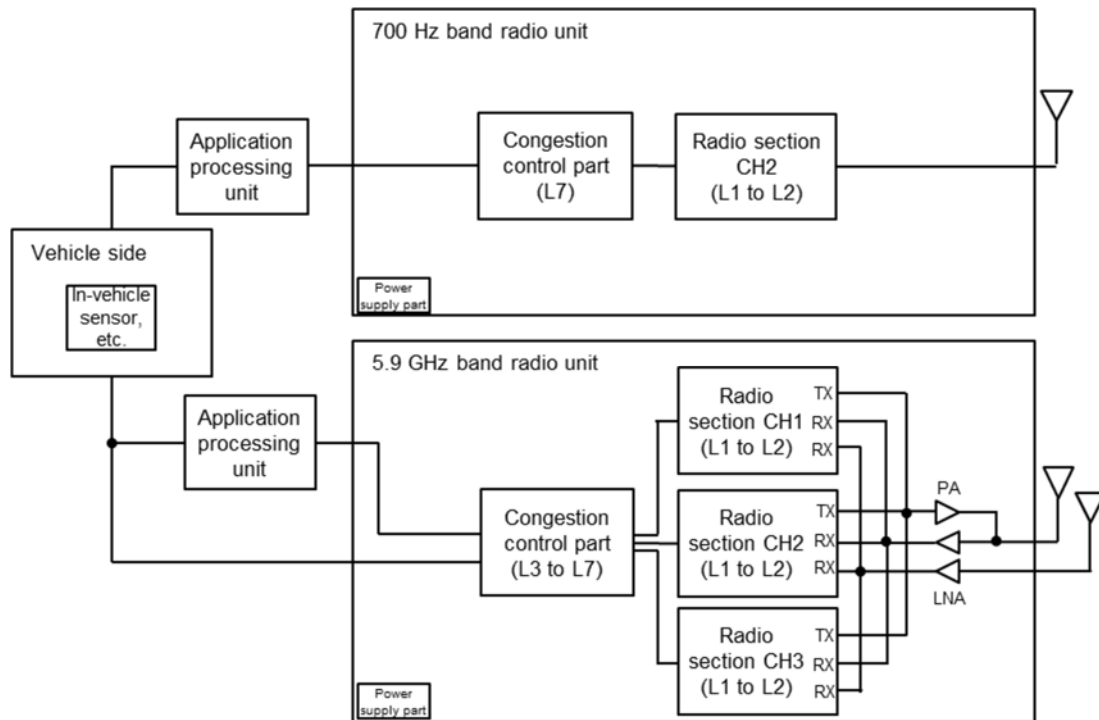 700 Hz band radio unit
Application
processing
unit
Congestion
control part
(L7)
Radio section
CH2
(L1 to L2)
Vehicle side
In-vehicle
sensor,
etc.
Power
supply part
5.9 GHz band radio unit
Application
processing
unit
Congestion
control part
(L3 to L7)
Radio
section CH1
(L1 to L2)
TX
RX
RX
Radio
section CH2
(L1 to L2)
TX
RX
RX
PA
LNA
Radio
section CH3
(L1 to L2)
TX
RX
RX
Power
supply part